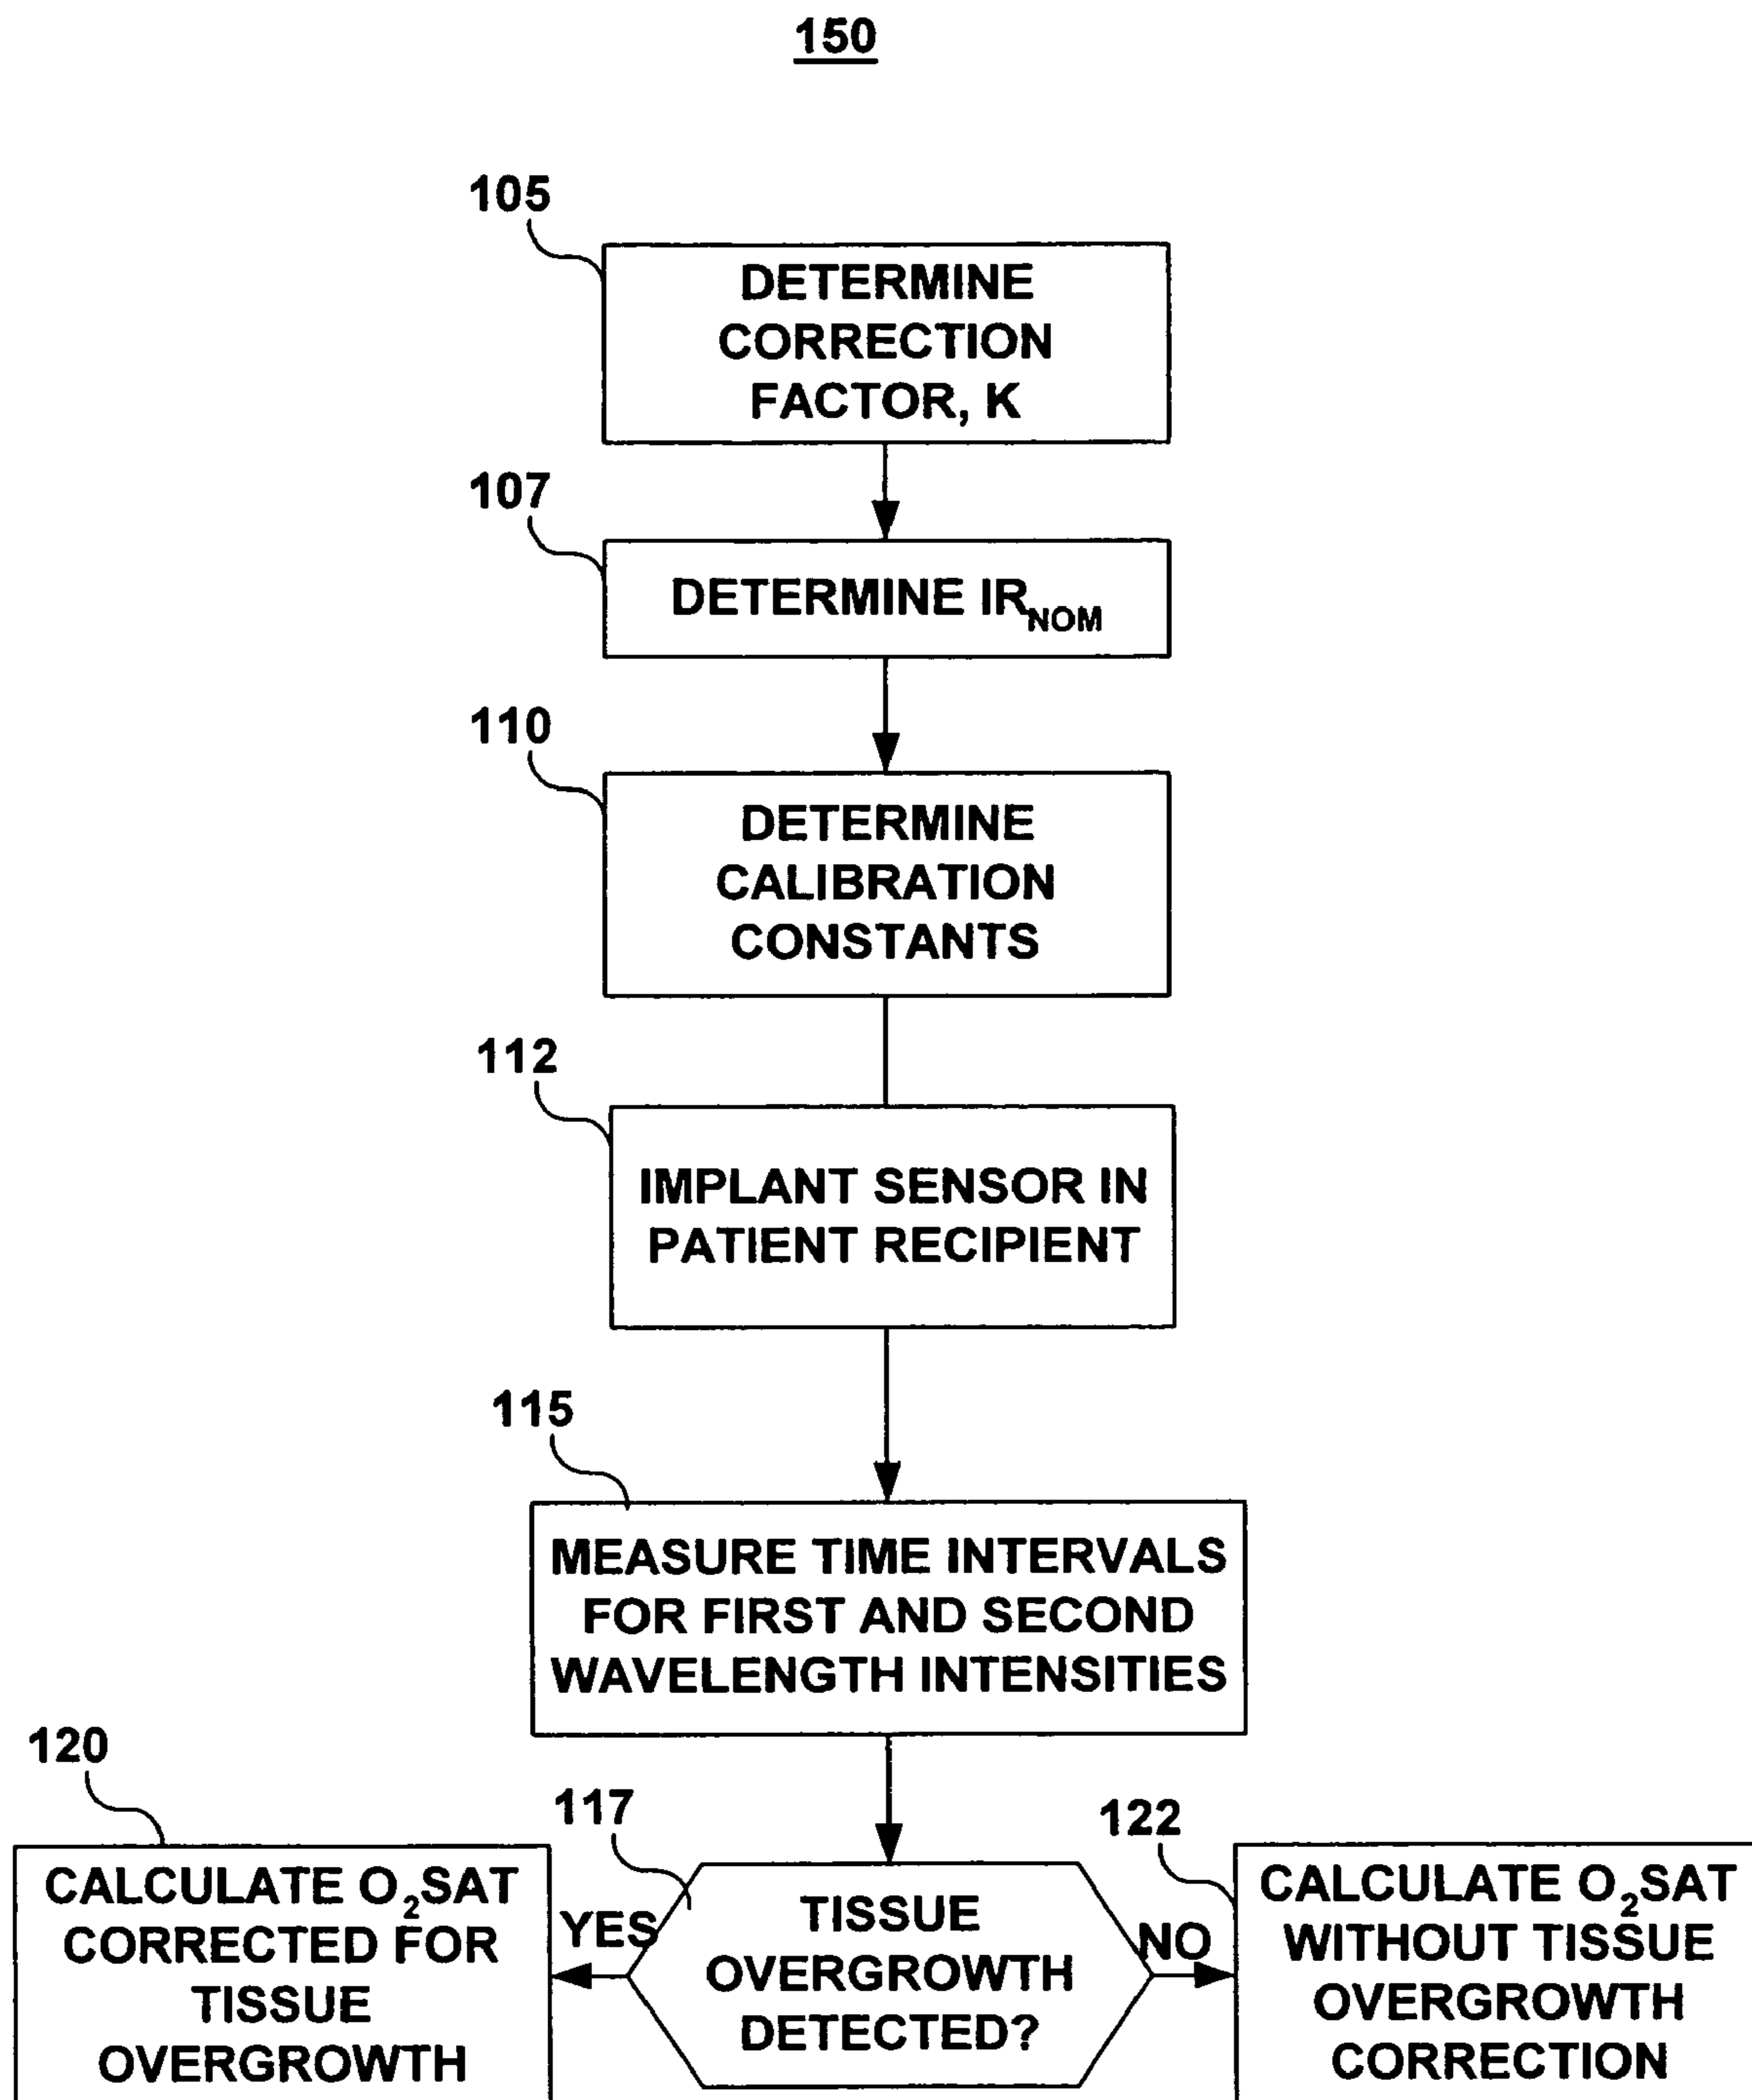 150
105
DETERMINE
CORRECTION
FACTOR, K
107
DETERMINE IR_NOM
110
DETERMINE
CALIBRATION
CONSTANTS
112
IMPLANT SENSOR IN
PATIENT RECIPIENT
115
MEASURE TIME INTERVALS
FOR FIRST AND SECOND
WAVELENGTH INTENSITIES
120
CALCULATE O₂SAT
CORRECTED FOR
TISSUE
OVERGROWTH
YES
117
TISSUE
OVERGROWTH
DETECTED?
NO
122
CALCULATE O₂SAT
WITHOUT TISSUE
OVERGROWTH
CORRECTION